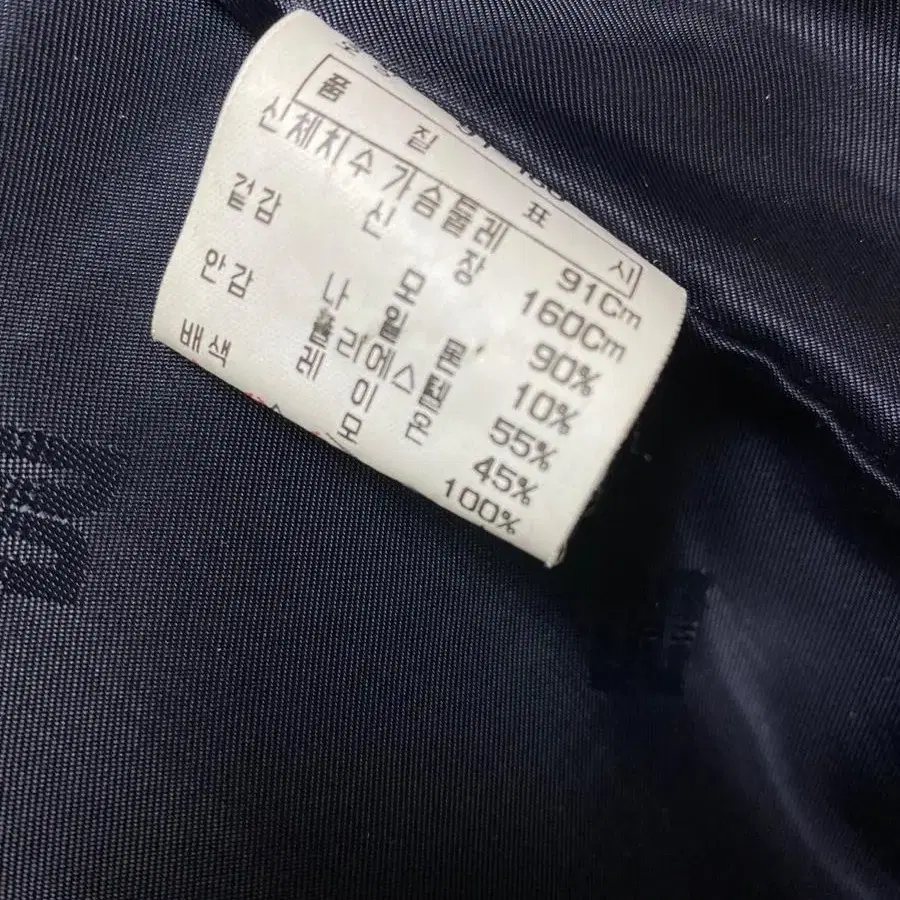 품 질 표 시
신체치수 가슴둘레 91Cm
신 장 160Cm
겉감 모 90%
나일론 10%
안감 폴리에스텔 55%
레이온 45%
배색 모 100%